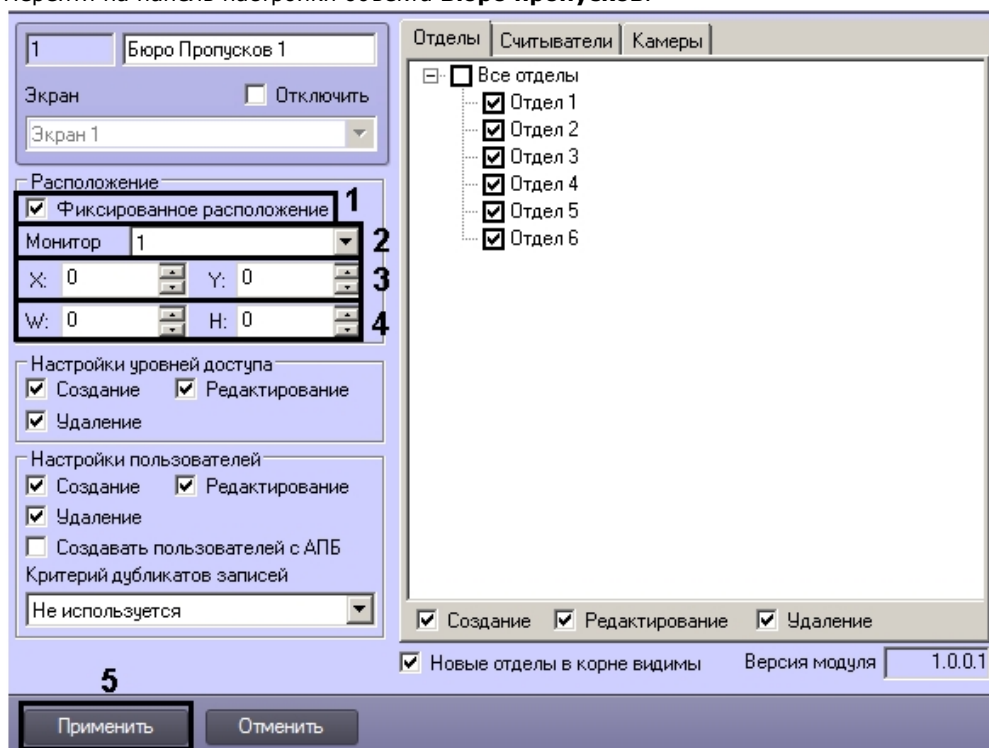 Перейти на панель настройки объекта Бюро пропусков.
1 Бюро Пропусков 1
Экран Отключить
Экран 1
Расположение
Фиксированное расположение 1
Монитор 1 2
X: 0 Y: 0 3
W: 0 H: 0 4
Настройки уровней доступа
Создание Редактирование
Удаление
Настройки пользователей
Создание Редактирование
Удаление
Создавать пользователей с АПБ
Критерий дубликатов записей
Не используется
5
Применить Отменить
Отделы Считыватели Камеры
Все отделы
Отдел 1
Отдел 2
Отдел 3
Отдел 4
Отдел 5
Отдел 6
Создание Редактирование Удаление
Новые отделы в корне видимы Версия модуля 1.0.0.1